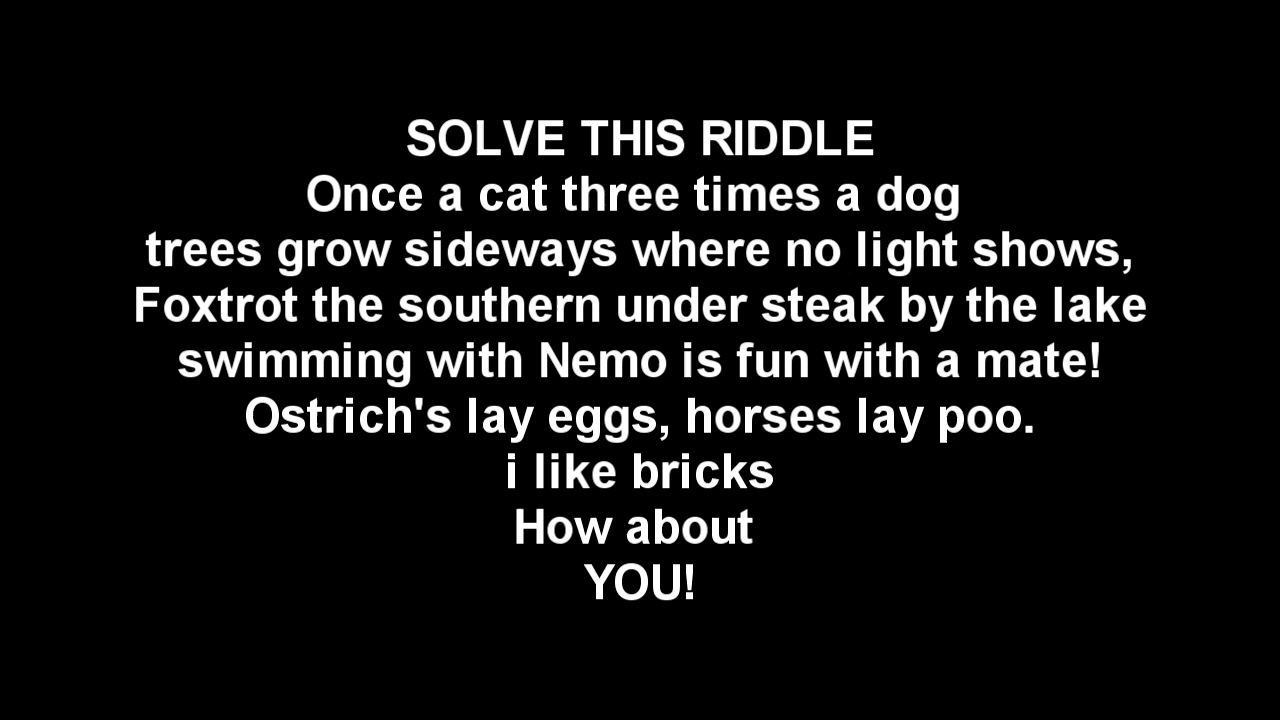 SOLVE THIS RIDDLE
Once a cat three times a dog
trees grow sideways where no light shows,
Foxtrot the southern under steak by the lake
swimming with Nemo is fun with a mate!
Ostrich's lay eggs, horses lay poo.
i like bricks
How about
YOU!